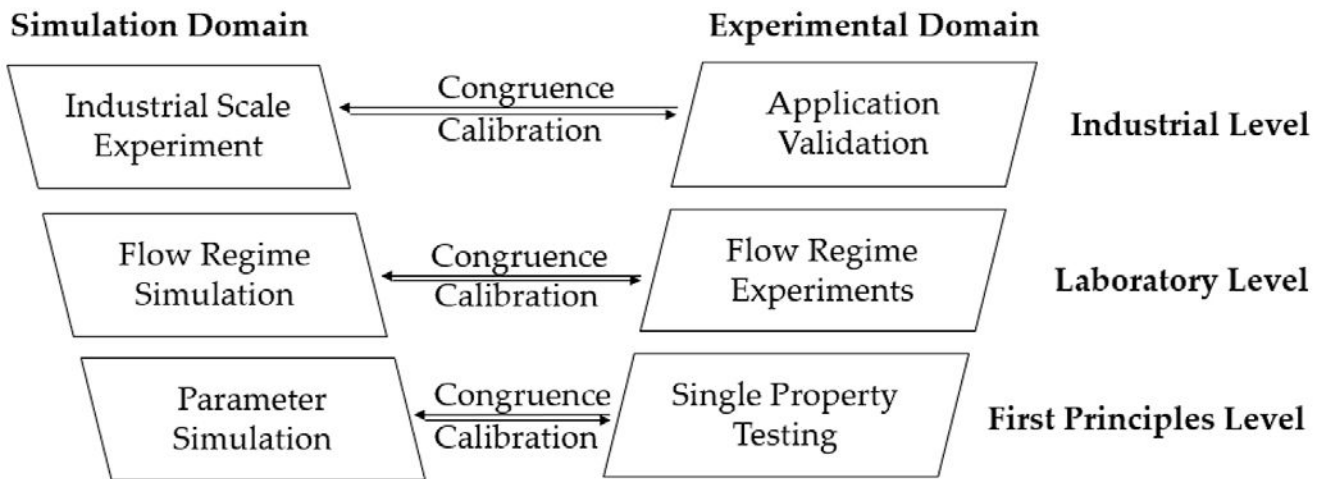 Simulation Domain
Experimental Domain
Industrial Scale
Experiment
Congruence
Calibration
Application
Validation
Industrial Level
Flow Regime
Simulation
Congruence
Calibration
Flow Regime
Experiments
Laboratory Level
Parameter
Simulation
Congruence
Calibration
Single Property
Testing
First Principles Level